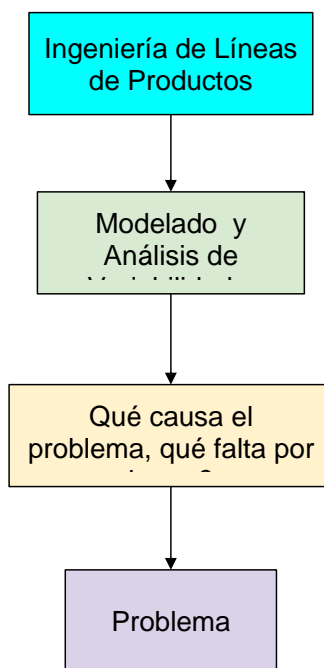 Ingeniería de Líneas
de Productos
Modelado y
Análisis de
Qué causa el
problema, qué falta por
Problema